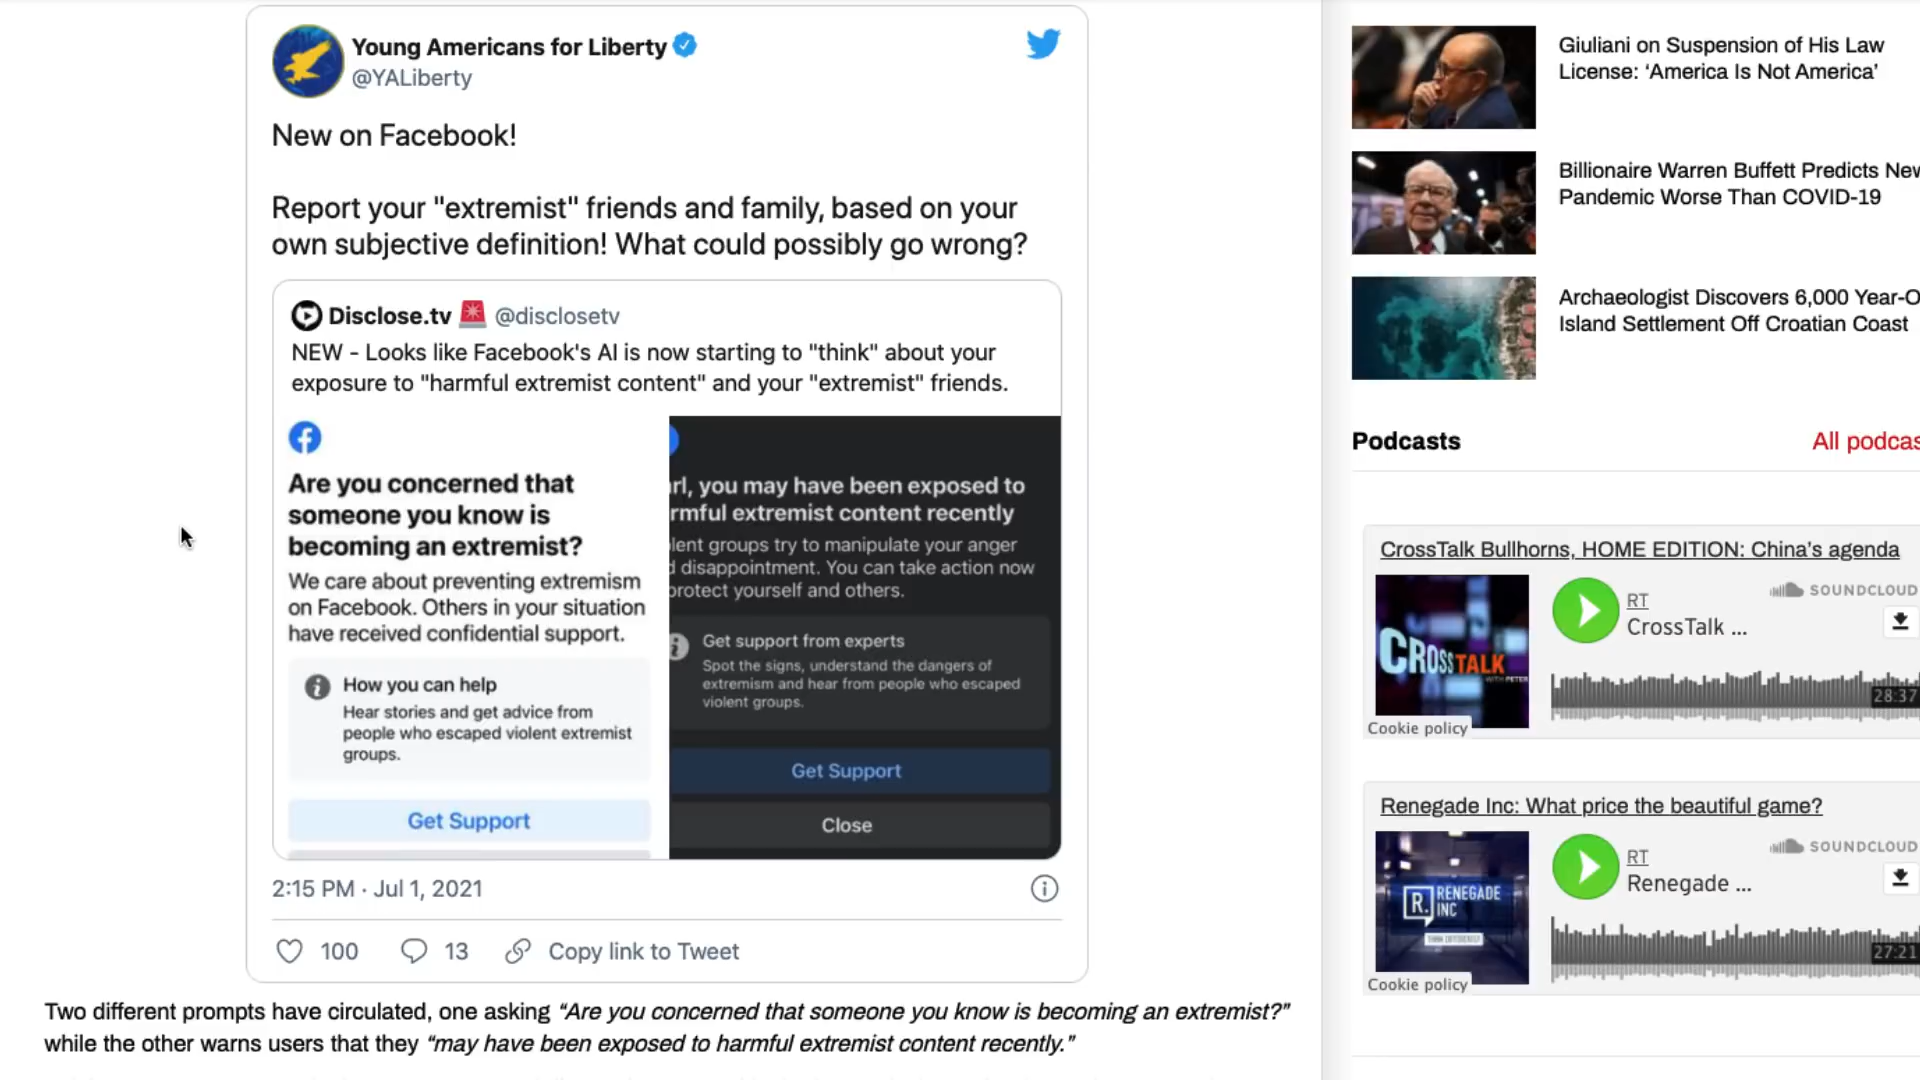 Young Americans for Liberty
@YALiberty
New on Facebook!
Report your "extremist" friends and family, based on your
own subjective definition! What could possibly go wrong?
Disclose.tv @disclosetv
NEW - Looks like Facebook's AI is now starting to "think" about your
exposure to "harmful extremist content" and your "extremist" friends.
Are you concerned that
someone you know is
becoming an extremist?
We care about preventing extremism
on Facebook. Others in your situation
have received confidential support.
How you can help
Hear stories and get advice from
people who escaped violent extremist
groups.
Get Support
rl, you may have been exposed to
rmful extremist content recently
lent groups try to manipulate your anger
d disappointment. You can take action now
protect yourself and others.
Get support from experts
Spot the signs, understand the dangers of
extremism and hear from people who escaped
violent groups.
Get Support
Close
2:15 PM · Jul 1, 2021
100 13 Copy link to Tweet
Two different prompts have circulated, one asking “Are you concerned that someone you know is becoming an extremist?”
while the other warns users that they “may have been exposed to harmful extremist content recently.”
Giuliani on Suspension of His Law
License: ‘America Is Not America’
Billionaire Warren Buffett Predicts New
Pandemic Worse Than COVID-19
Archaeologist Discovers 6,000 Year-O
Island Settlement Off Croatian Coast
Podcasts All podcas
CrossTalk Bullhorns, HOME EDITION: China's agenda
CROSSTALK
WITH PETER
RT
SOUNDCLOUD
CrossTalk ...
28:37
Cookie policy
Renegade Inc: What price the beautiful game?
R. RENEGADE
INC
THINK DIFFERENTLY
RT
SOUNDCLOUD
Renegade ...
27:21
Cookie policy